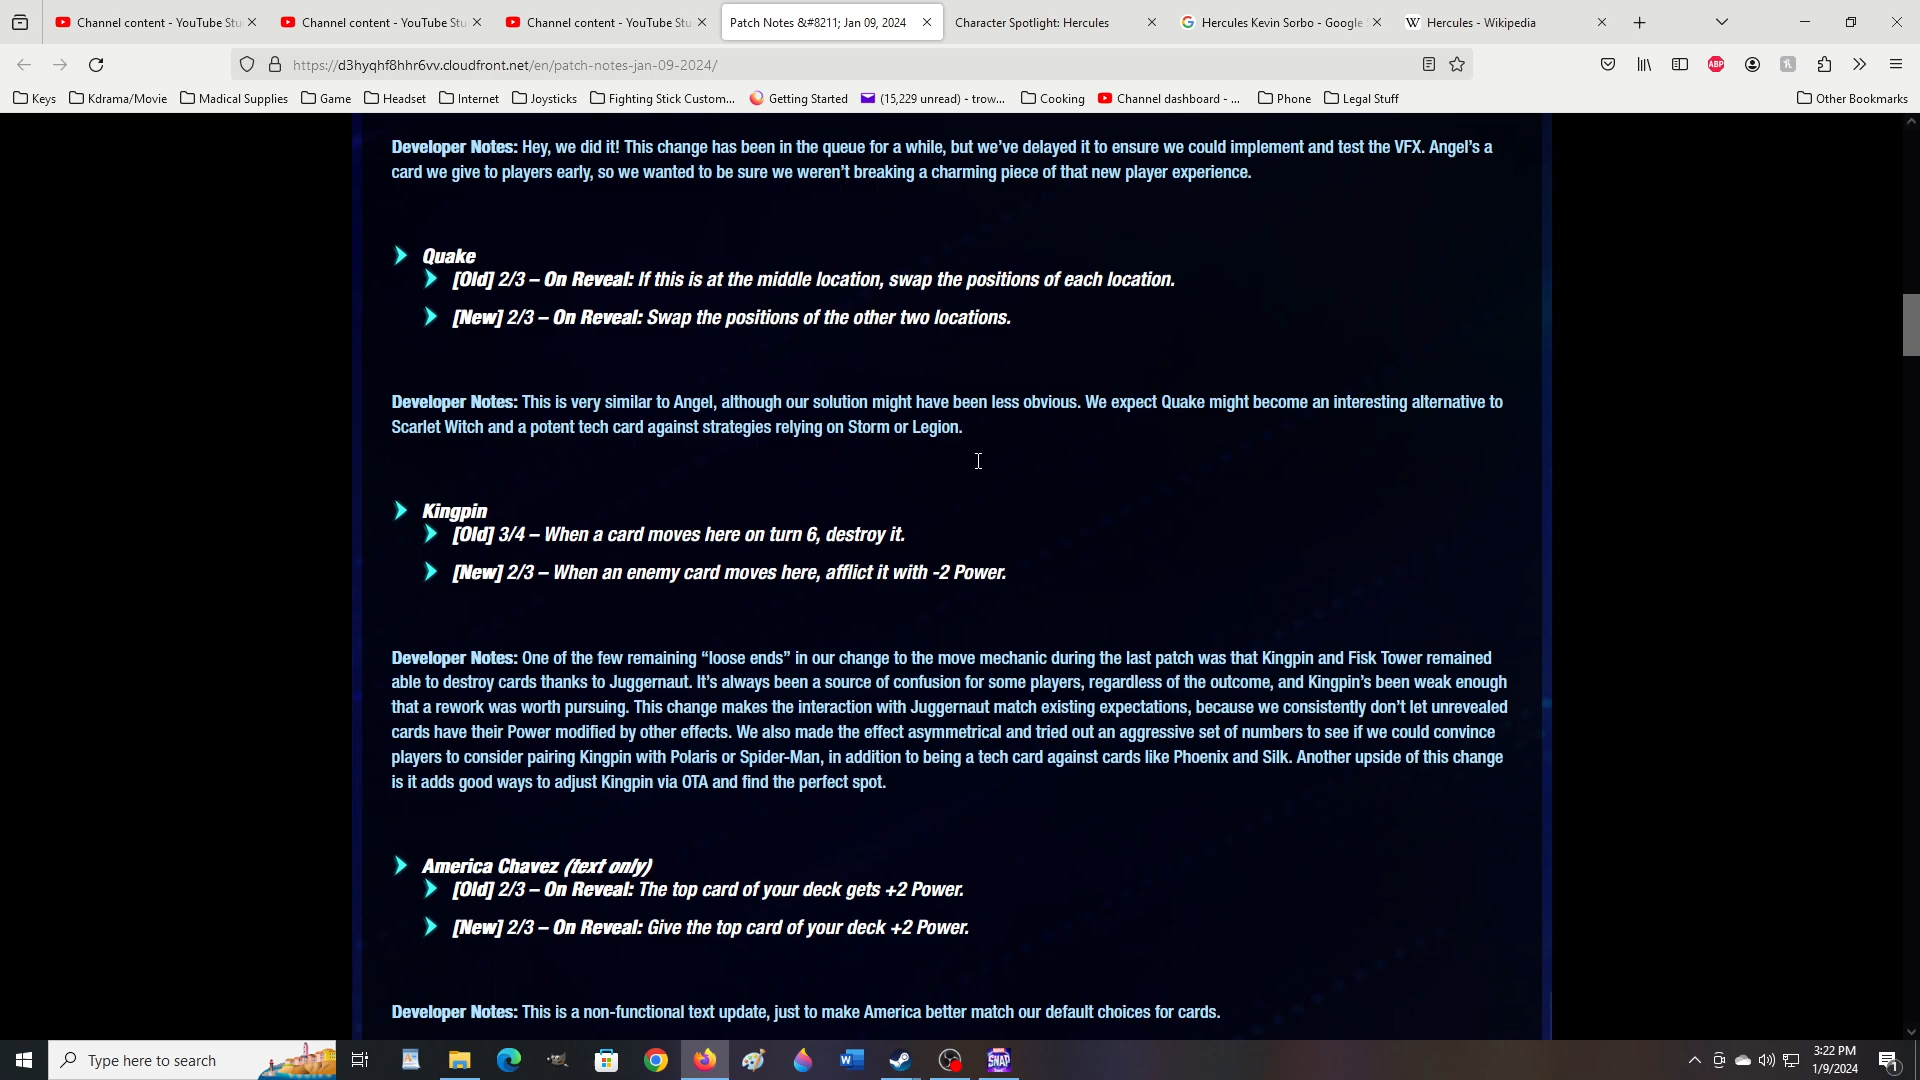 Channel content - YouTube Stu
Channel content - YouTube Stu
Channel content - YouTube Stu
Patch Notes &#8211; Jan 09, 2024
Character Spotlight: Hercules
Hercules Kevin Sorbo - Google
Hercules - Wikipedia
https://d3hyqhf8hhr6vv.cloudfront.net/en/patch-notes-jan-09-2024/
ABP
Keys
Kdrama/Movie
Madical Supplies
Game
Headset
Internet
Joysticks
Fighting Stick Custom...
Getting Started
(15,229 unread) - trow...
Cooking
Channel dashboard - ...
Phone
Legal Stuff
Other Bookmarks
Developer Notes: Hey, we did it! This change has been in the queue for a while, but we’ve delayed it to ensure we could implement and test the VFX. Angel’s a
card we give to players early, so we wanted to be sure we weren’t breaking a charming piece of that new player experience.
Quake
[Old] 2/3 – On Reveal: If this is at the middle location, swap the positions of each location.
[New] 2/3 – On Reveal: Swap the positions of the other two locations.
Developer Notes: This is very similar to Angel, although our solution might have been less obvious. We expect Quake might become an interesting alternative to
Scarlet Witch and a potent tech card against strategies relying on Storm or Legion.
Kingpin
[Old] 3/4 – When a card moves here on turn 6, destroy it.
[New] 2/3 – When an enemy card moves here, afflict it with -2 Power.
Developer Notes: One of the few remaining “loose ends” in our change to the move mechanic during the last patch was that Kingpin and Fisk Tower remained
able to destroy cards thanks to Juggernaut. It’s always been a source of confusion for some players, regardless of the outcome, and Kingpin’s been weak enough
that a rework was worth pursuing. This change makes the interaction with Juggernaut match existing expectations, because we consistently don’t let unrevealed
cards have their Power modified by other effects. We also made the effect asymmetrical and tried out an aggressive set of numbers to see if we could convince
players to consider pairing Kingpin with Polaris or Spider-Man, in addition to being a tech card against cards like Phoenix and Silk. Another upside of this change
is it adds good ways to adjust Kingpin via OTA and find the perfect spot.
America Chavez (text only)
[Old] 2/3 – On Reveal: The top card of your deck gets +2 Power.
[New] 2/3 – On Reveal: Give the top card of your deck +2 Power.
Developer Notes: This is a non-functional text update, just to make America better match our default choices for cards.
Type here to search
SNAP
3:22 PM
1/9/2024
1